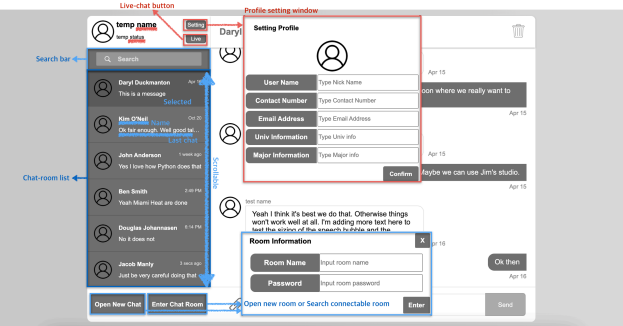 Live-chat button
Profile setting window
temp name
temp status
Setting
Live
Daryl
Search bar
Search
Daryl Duckmanton
Apr
This is a message
Selected
Kim O'Neil
Oct 20
Name
Ok fair enough. Well good tal...
Last chat
John Anderson
1 week ago
Yes I love how Python does that
Chat-room list
Scrollable
Ben Smith
2:49 PM
Yeah Miami Heat are done
Douglas Johannasen
6:14 PM
No it does not
Jacob Manly
3 secs ago
Just be very careful doing that
Open New Chat
Enter Chat Room
Setting Profile
User Name
Type Nick Name
Contact Number
Type Contact Number
Email Address
Type Email Address
Univ Information
Type Univ info
Major Information
Type Major info
Confirm
Apr 15
oon where we really want to
Apr 15
Apr 15
Maybe we can use Jim's studio.
Apr 15
test name
Yeah I think it's best we do that. Otherwise things
won't work well at all. I'm adding more text here to
test the sizing of the speech bubble and the
Apr 16
Ok then
Apr 16
Room Information
X
Room Name
Input room name
Password
Input room password
Open new room or Search connectable room
Enter
Send